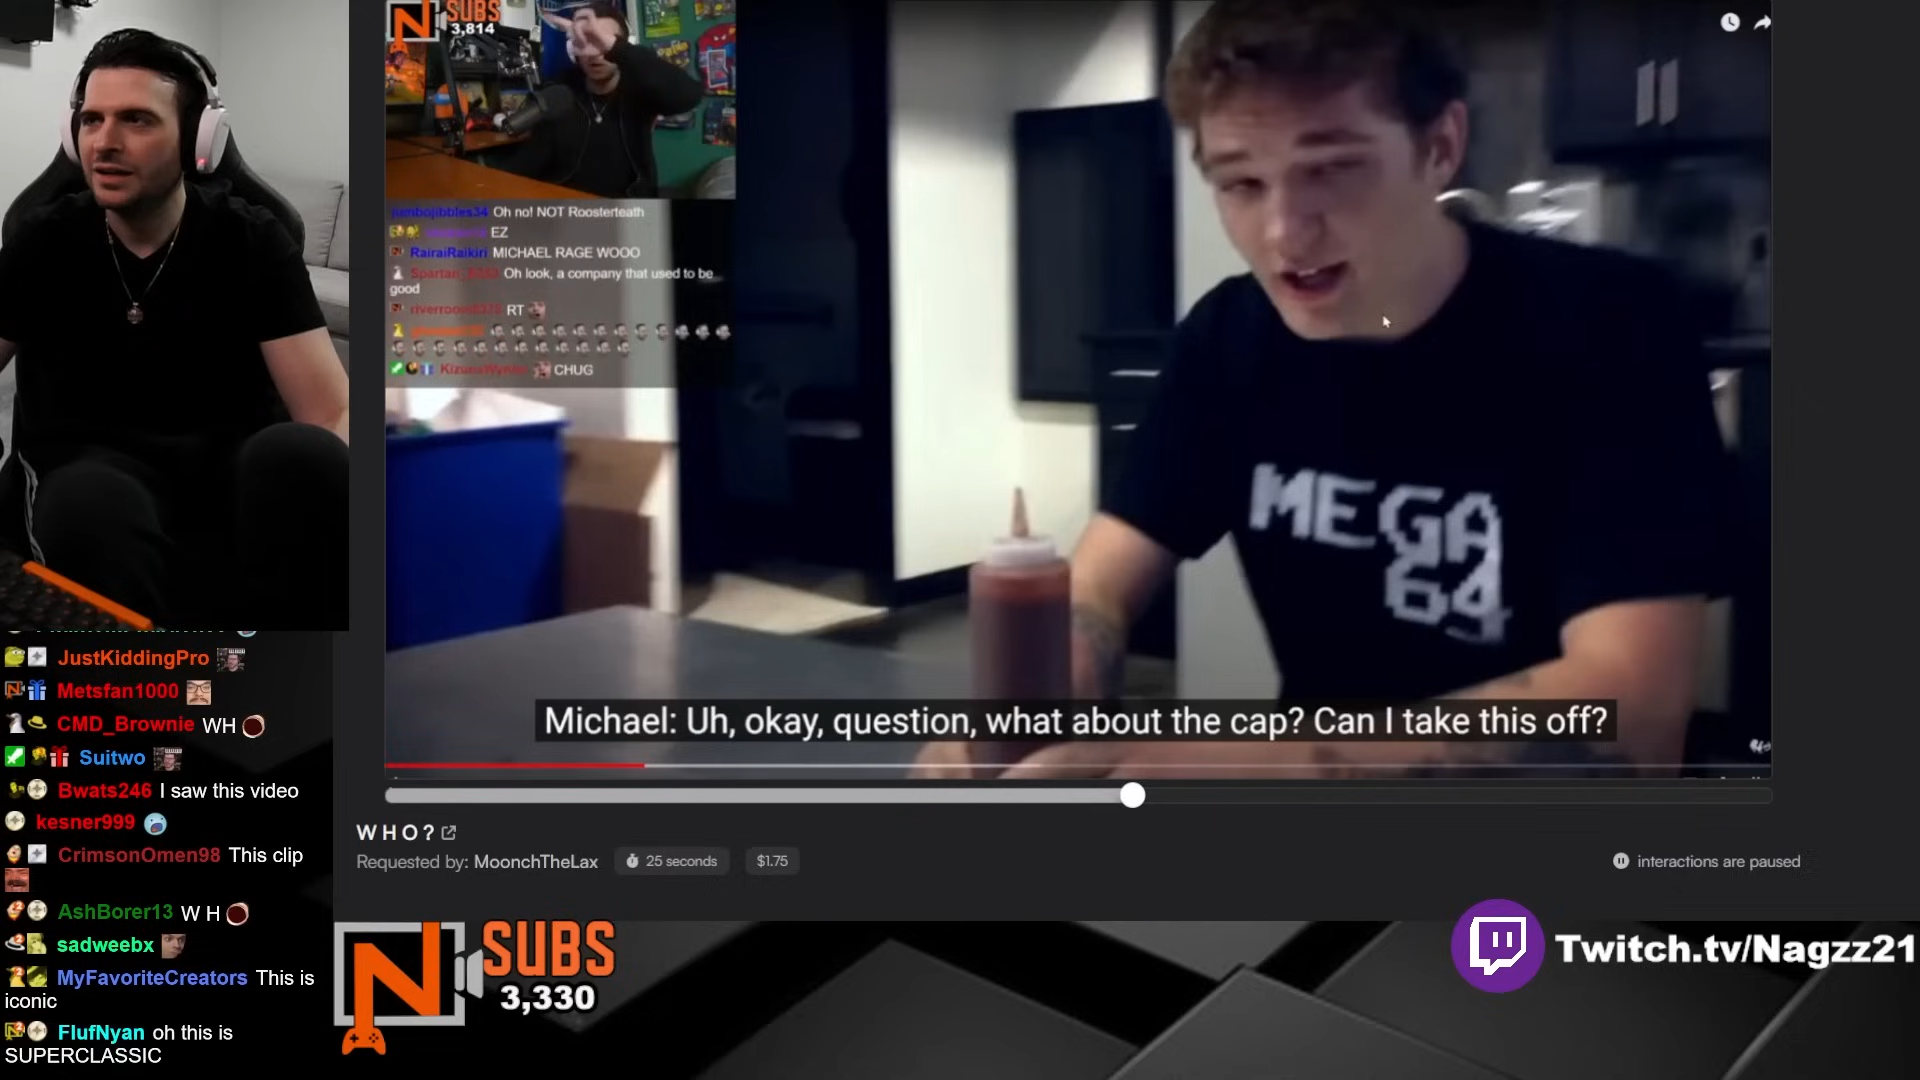 SUBS
3,814
jumbojibbles34 Oh no! NOT Roosterteath
EZ
RairaiRaikiri MICHAEL RAGE WOOO
Oh look, a company that used to be
good
RT
CHUG
MEGA
64
Michael: Uh, okay, question, what about the cap? Can I take this off?
JustKiddingPro
Metsfan1000
CMD_Brownie WH
Suitwo
Bwats246 I saw this video
kesner999
CrimsonOmen98 This clip
AshBorer13 W H
sadweebx
MyFavoriteCreators This is
iconic
FlufNyan oh this is
SUPERCLASSIC
W H O ?
Requested by: MoonchTheLax 25 seconds $1.75
interactions are paused
N SUBS
3,330
Twitch.tv/Nagzz21